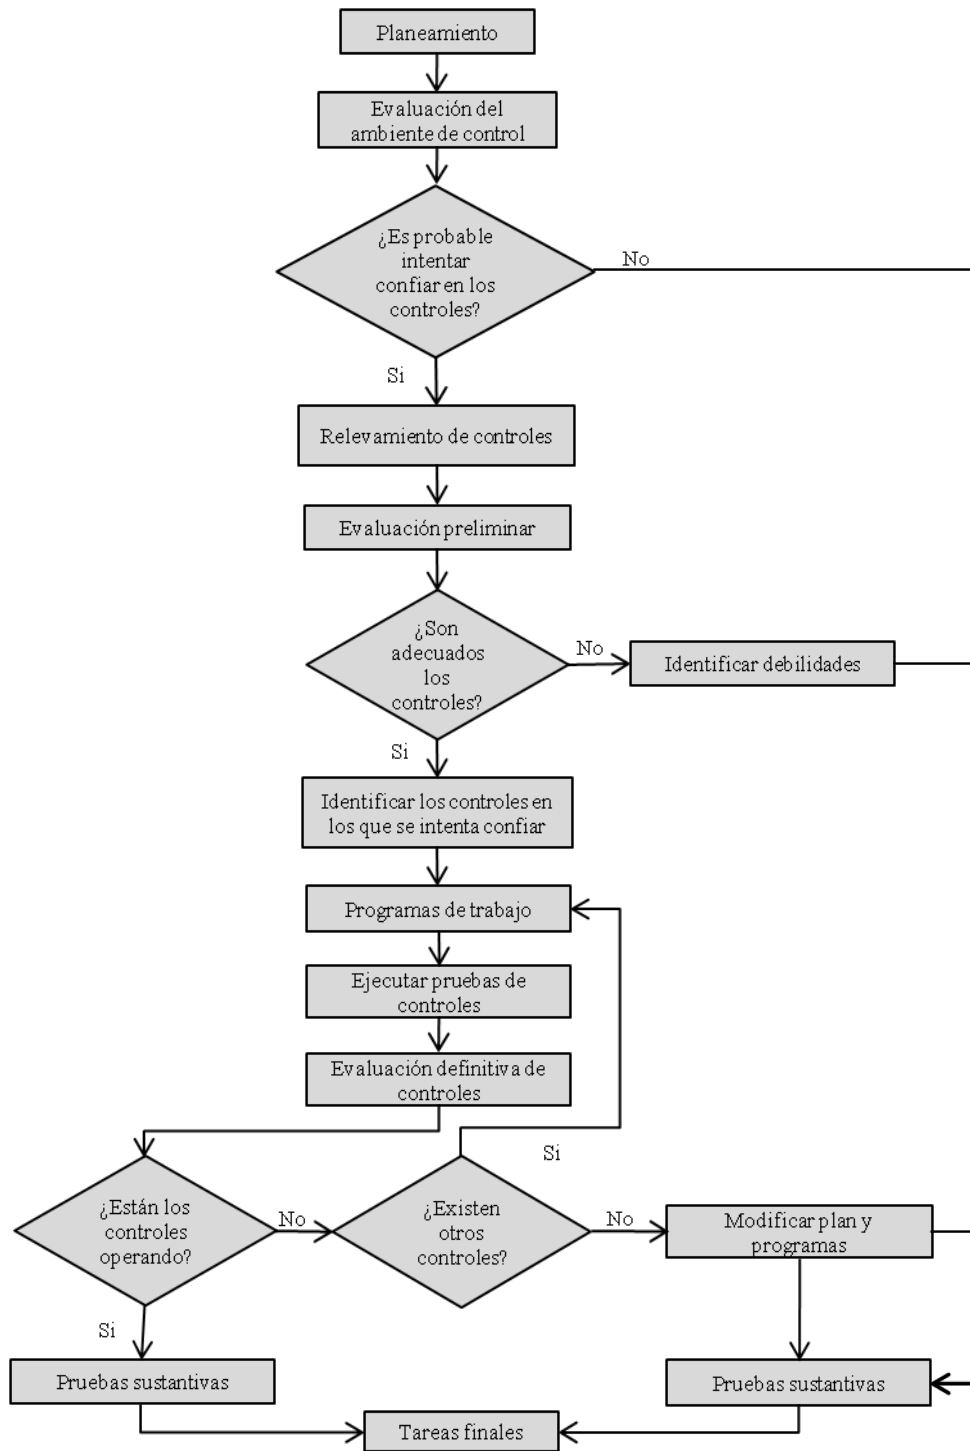 Planeamiento
Evaluación del
ambiente de control
¿Es probable
intentar
confiar en los
controles?
No
Si
Relevamiento de controles
Evaluación preliminar
¿Son
adecuados
los
controles?
No
Identificar debilidades
Si
Identificar los controles en
los que se intenta confiar
Programas de trabajo
Ejecutar pruebas de
controles
Evaluación definitiva de
controles
Si
¿Están los
controles
operando?
No
¿Existen
otros
controles?
No
Modificar plan y
programas
Si
Pruebas sustantivas
Pruebas sustantivas
Tareas finales